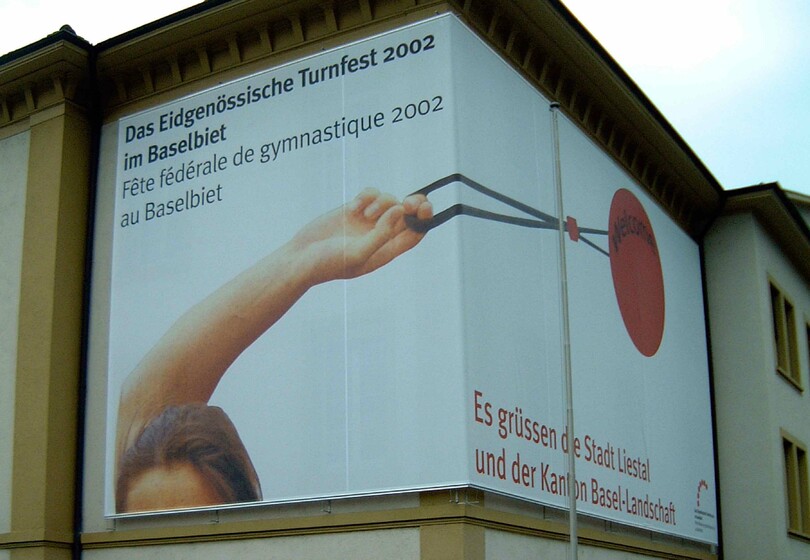 Das Eidgenössische Turnfest 2002
im Baselbiet
Fête fédérale de gymnastique 2002
au Baselbiet
Welcome
Es grüssen die Stadt Liestal
und der Kanton Basel-Landschaft